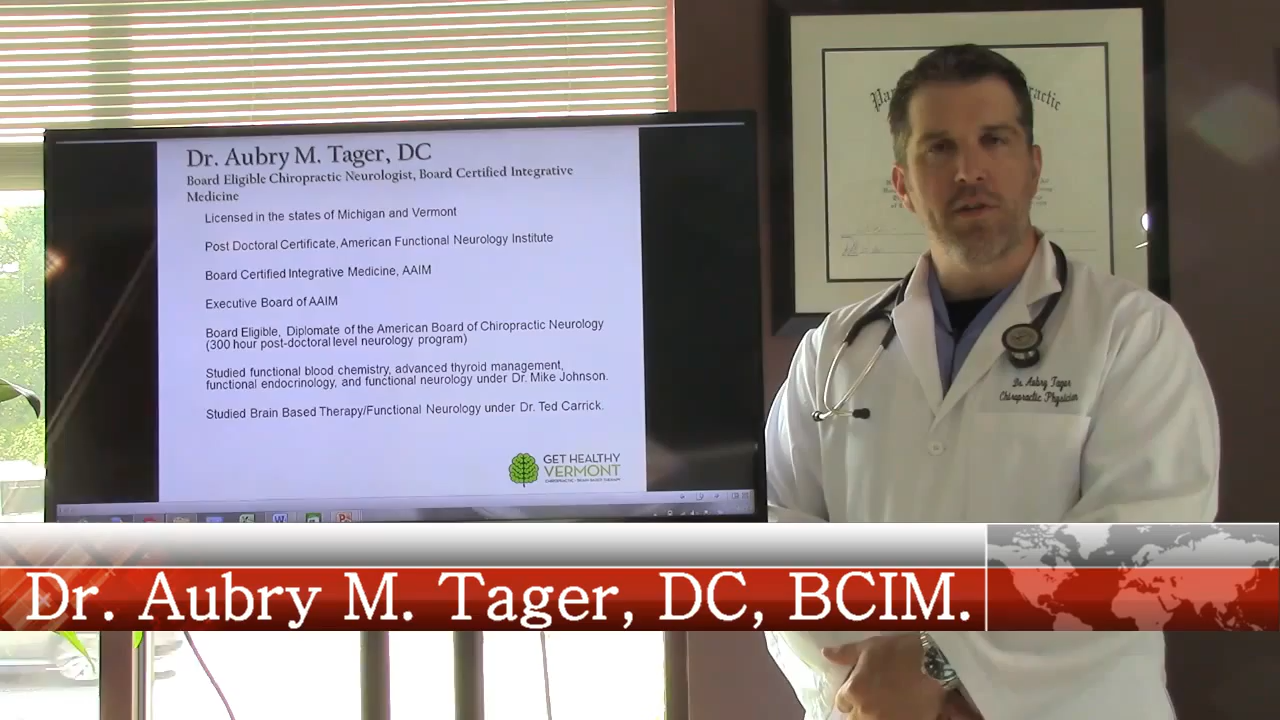 Dr. Aubry M. Tager, DC
Board Eligible Chiropractic Neurologist, Board Certified Integrative
Medicine
Licensed in the states of Michigan and Vermont
Post Doctoral Certificate, American Functional Neurology Institute
Board Certified Integrative Medicine, AAIM
Executive Board of AAIM
Board Eligible, Diplomate of the American Board of Chiropractic Neurology
(300 hour post-doctoral level neurology program)
Studied functional blood chemistry, advanced thyroid management,
functional endocrinology, and functional neurology under Dr. Mike Johnson.
Studied Brain Based Therapy/Functional Neurology under Dr. Ted Carrick.
GET HEALTHY
VERMONT
CHIROPRACTIC • BRAIN BASED THERAPY
Dr. Aubry Tager
Chiropractic Physician
Dr. Aubry M. Tager, DC, BCIM.